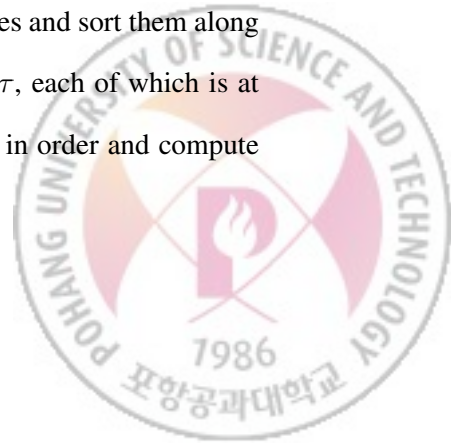 es and sort them along
τ, each of which is at
in order and compute
POHANG UNIVERSITY OF SCIENCE AND TECHNOLOGY
1986
포항공과대학교